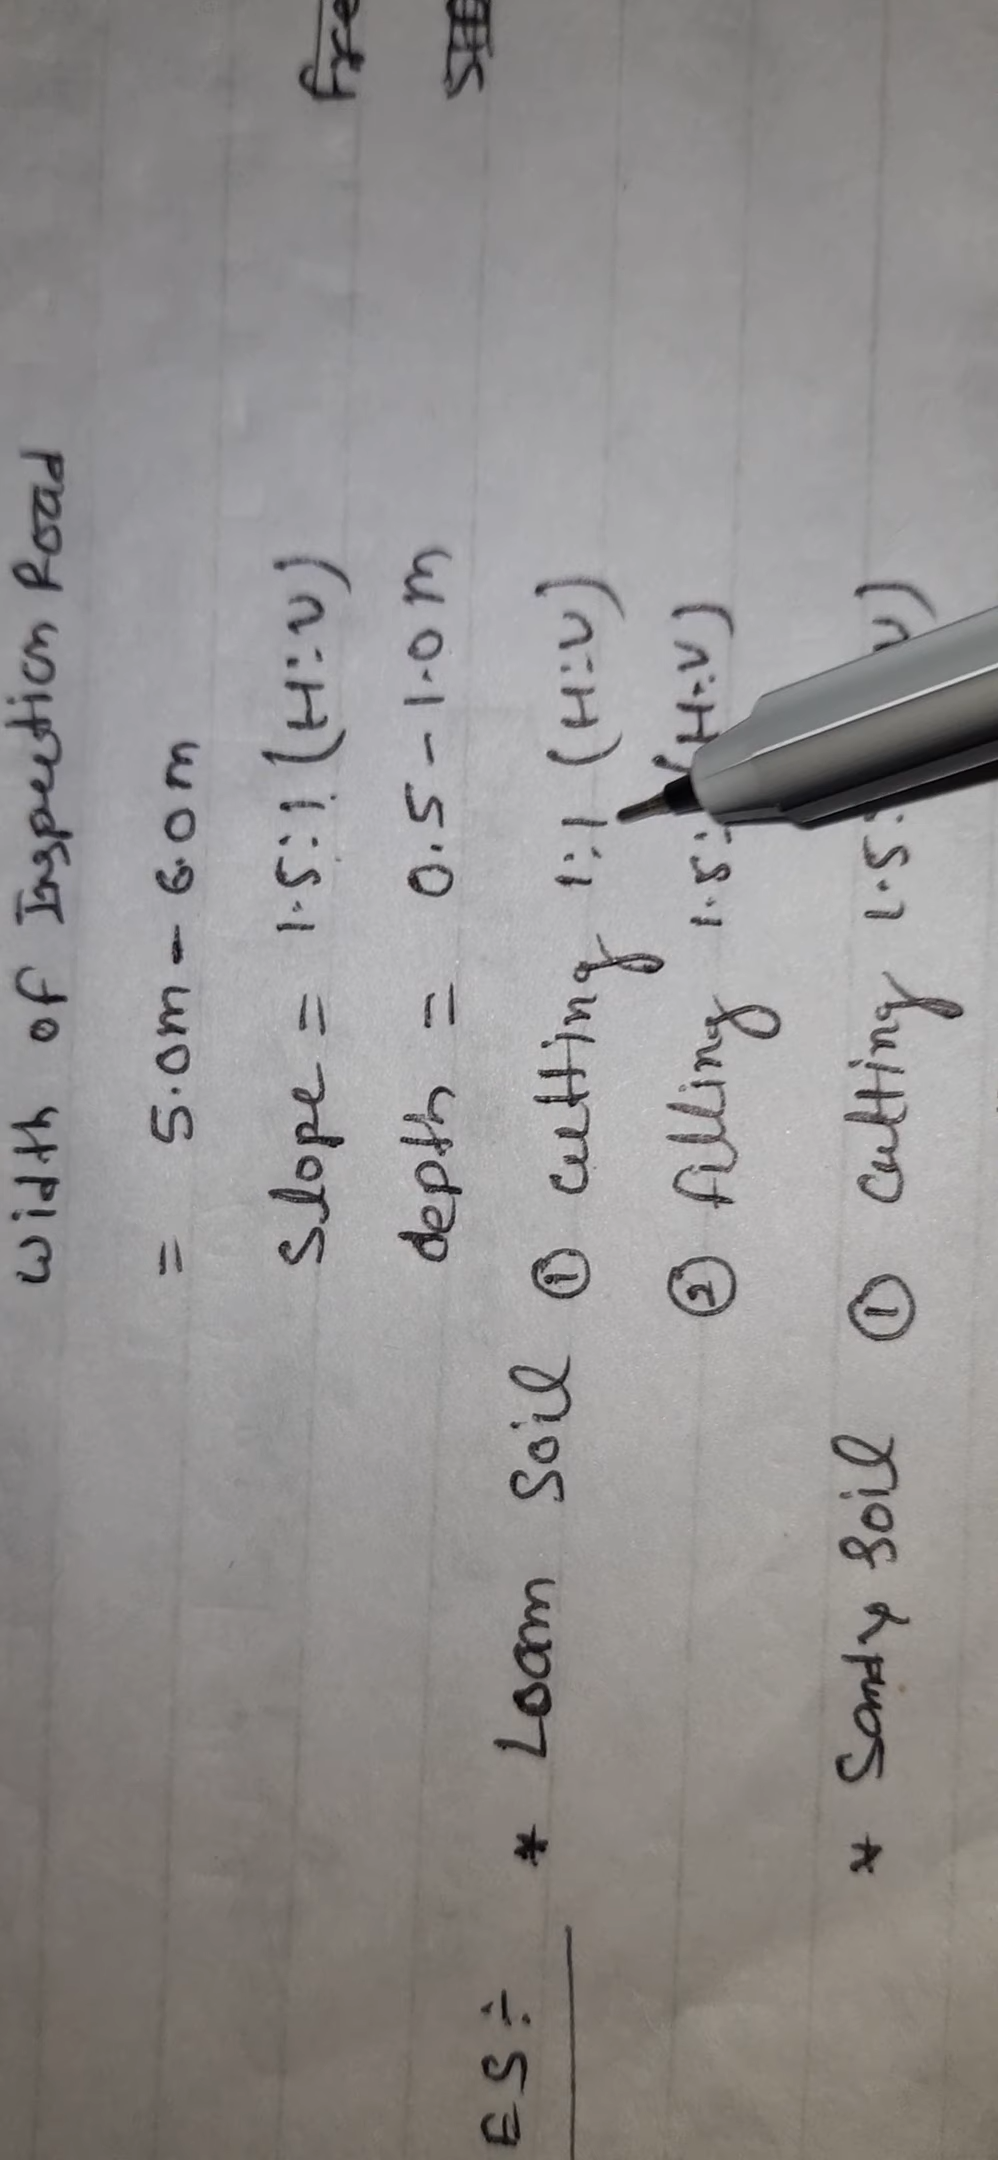 Width of Inspection Road
= 5.0m - 6.0m
Slope = 1.5:1 (H:V)
depth = 0.5 - 1.0 m
ES:- * Loam Soil ① cutting 1:1 (H:V)
② filling 1.5: (H:V)
* Sandy Soil ① Cutting 1.5: V)